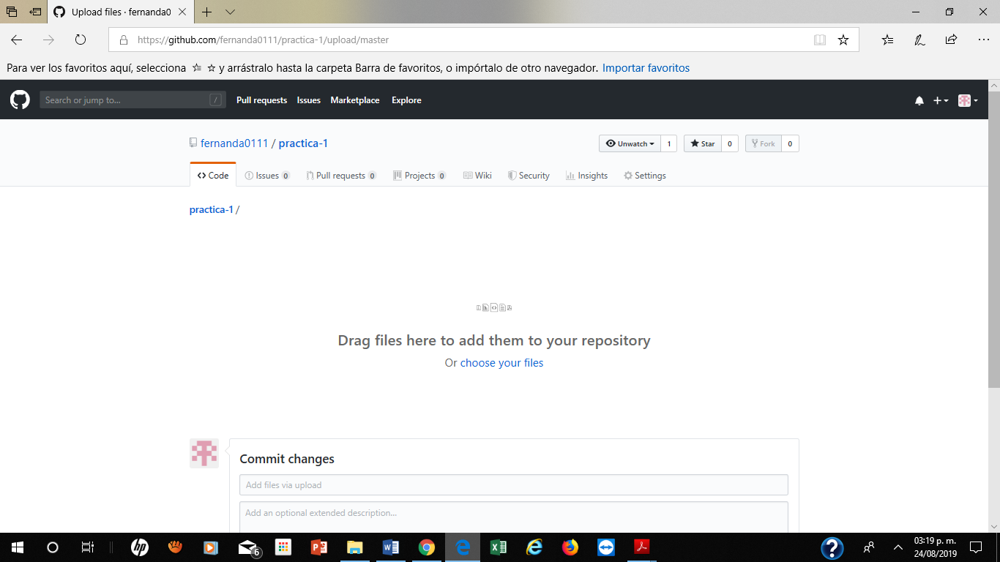 Upload files · fernanda0
https://github.com/fernanda0111/practica-1/upload/master
Para ver los favoritos aquí, selecciona y arrástralo hasta la carpeta Barra de favoritos, o impórtalo de otro navegador. Importar favoritos
Search or jump to... / Pull requests Issues Marketplace Explore
fernanda0111 / practica-1 Unwatch 1 Star 0 Fork 0
Code Issues 0 Pull requests 0 Projects 0 Wiki Security Insights Settings
practica-1 /
Drag files here to add them to your repository
Or choose your files
Commit changes
Add files via upload
Add an optional extended description...
03:19 p. m.
24/08/2019
6